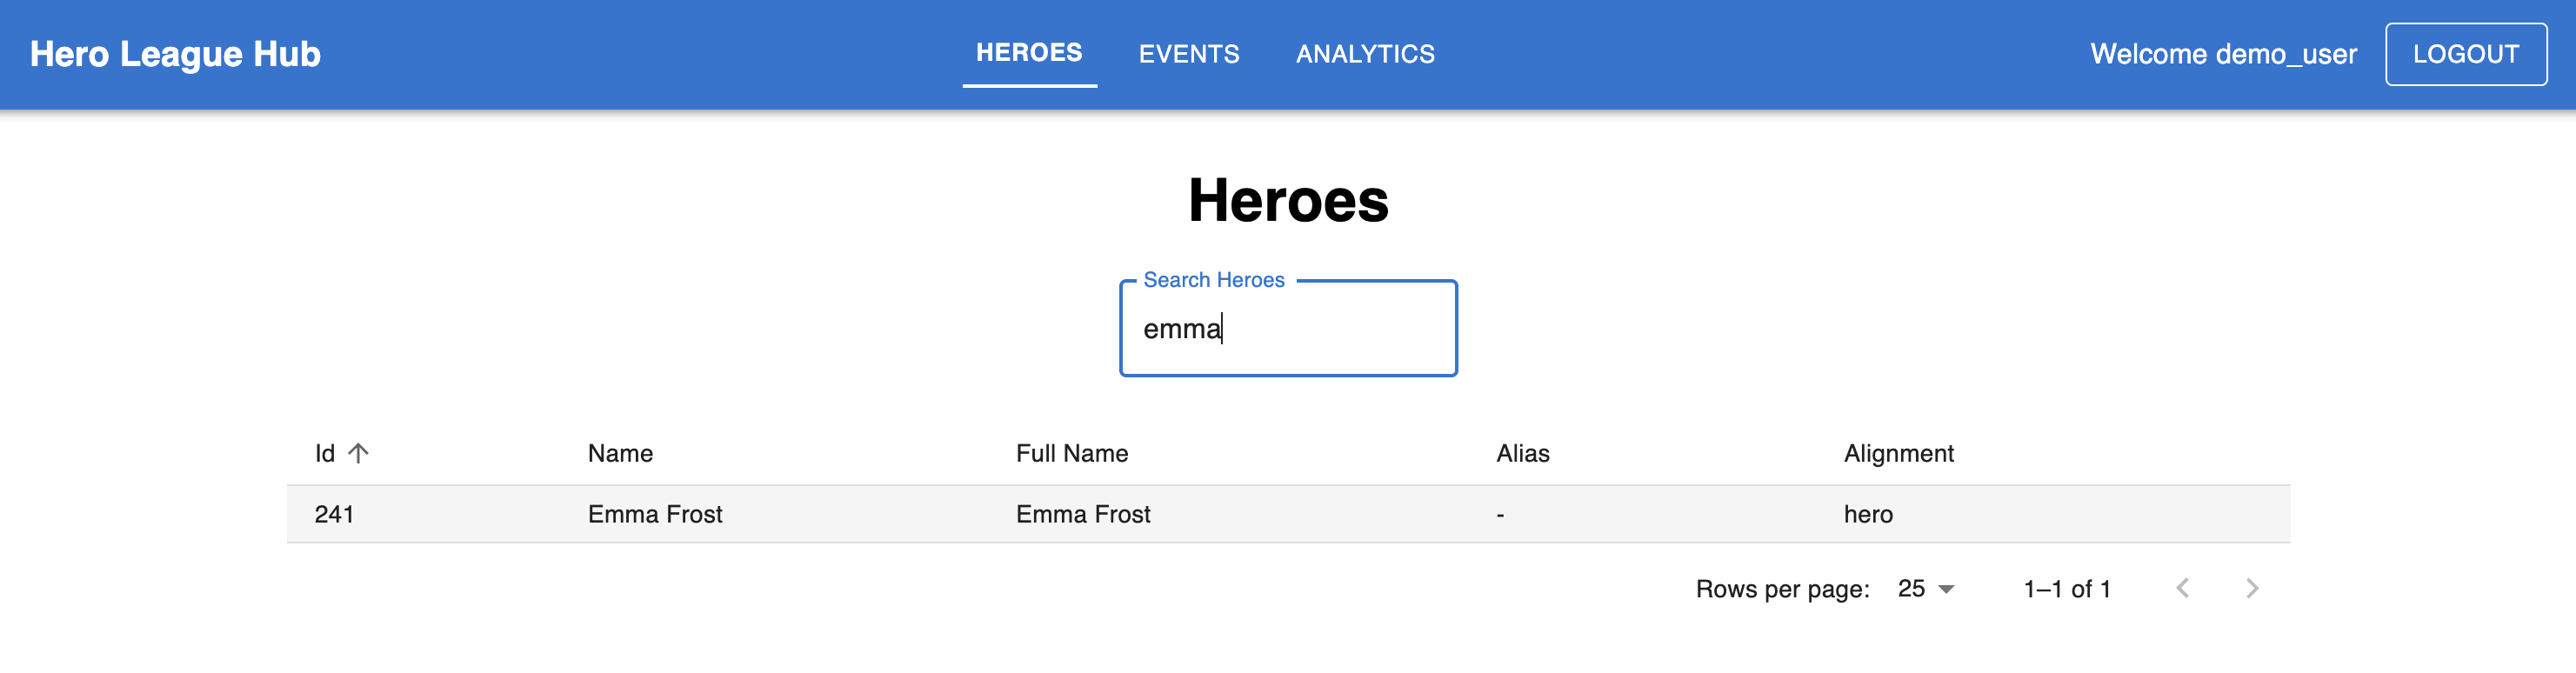 Hero League Hub HEROES EVENTS ANALYTICS Welcome demo_user LOGOUT
Heroes
Search Heroes
emma
Id Name Full Name Alias Alignment
241 Emma Frost Emma Frost - hero
Rows per page: 25 1–1 of 1